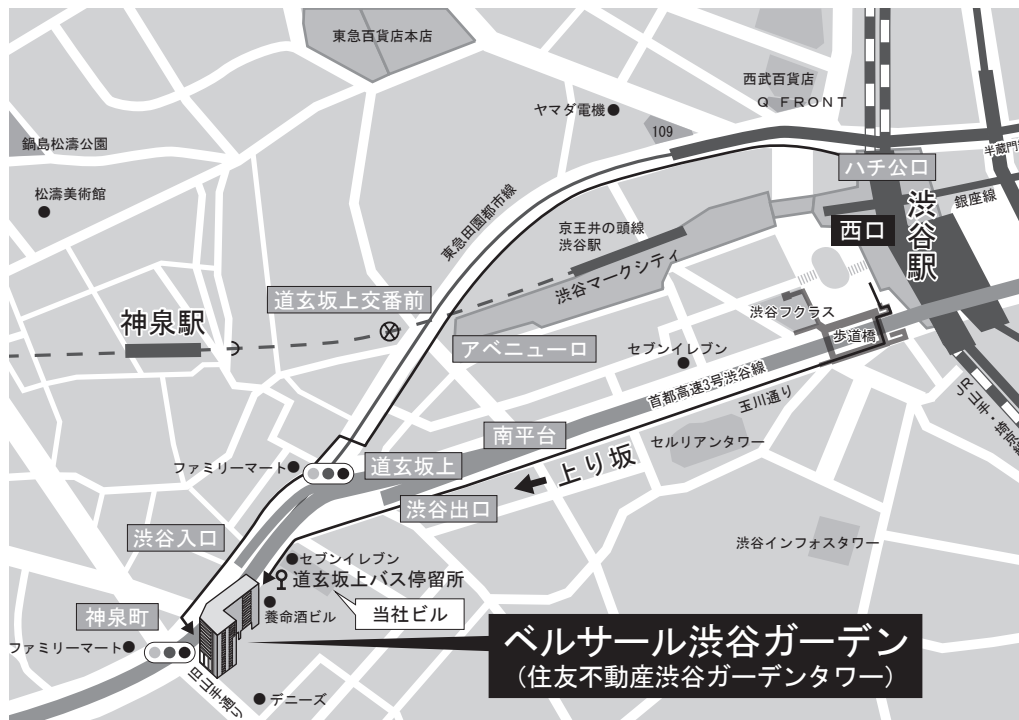 東急百貨店本店
西武百貨店
Q FRONT
ヤマダ電機
109
鍋島松濤公園
半蔵門
ハチ公口
松濤美術館
銀座線
東急田園都市線
京王井の頭線
渋谷駅
西口
渋谷駅
渋谷マークシティ
道玄坂上交番前
神泉駅
渋谷フクラス
歩道橋
アベニュー口
セブンイレブン
首都高速3号渋谷線
玉川通り
JR山手・埼京
南平台
セルリアンタワー
ファミリーマート
道玄坂上
上り坂
渋谷出口
渋谷入口
渋谷インフォスタワー
セブンイレブン
道玄坂上バス停留所
養命酒ビル
当社ビル
神泉町
ファミリーマート
ベルサール渋谷ガーデン
(住友不動産渋谷ガーデンタワー)
旧山手通り
デニーズ